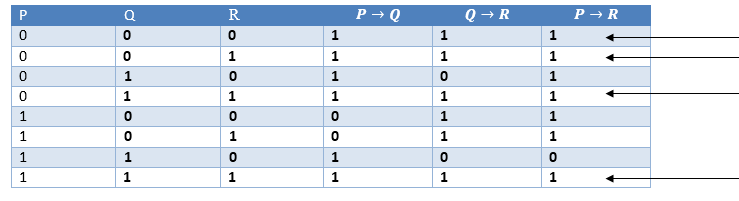 P Q R P → Q Q → R P → R
0 0 0 1 1 1
0 0 1 1 1 1
0 1 0 1 0 1
0 1 1 1 1 1
1 0 0 0 1 1
1 0 1 0 1 1
1 1 0 1 0 0
1 1 1 1 1 1